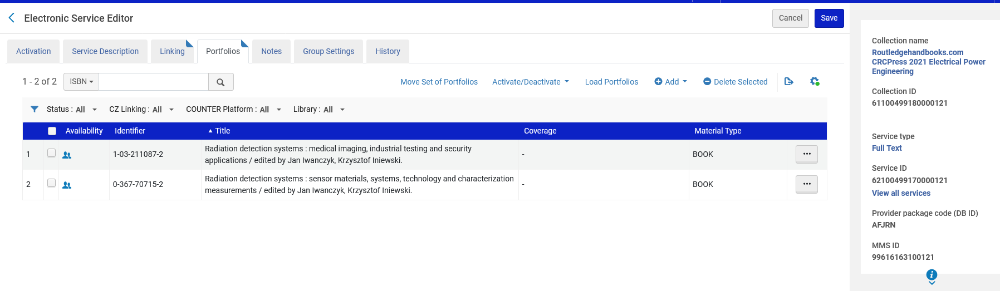 Electronic Service Editor
Cancel
Save
Activation
Service Description
Linking
Portfolios
Notes
Group Settings
History
1 - 2 of 2
ISBN
Move Set of Portfolios
Activate/Deactivate
Load Portfolios
Add
Delete Selected
Status : All
CZ Linking : All
COUNTER Platform : All
Library : All
Availability
Identifier
Title
Coverage
Material Type
1
1-03-211087-2
Radiation detection systems : medical imaging, industrial testing and security
applications / edited by Jan Iwanczyk, Krzysztof Iniewski.
-
BOOK
2
0-367-70715-2
Radiation detection systems : sensor materials, systems, technology and characterization
measurements / edited by Jan Iwanczyk, Krzysztof Iniewski.
-
BOOK
Collection name
Routledgehandbooks.com
CRCPress 2021 Electrical Power
Engineering
Collection ID
61100499180000121
Service type
Full Text
Service ID
62100499170000121
View all services
Provider package code (DB ID)
AFJRN
MMS ID
99616163100121